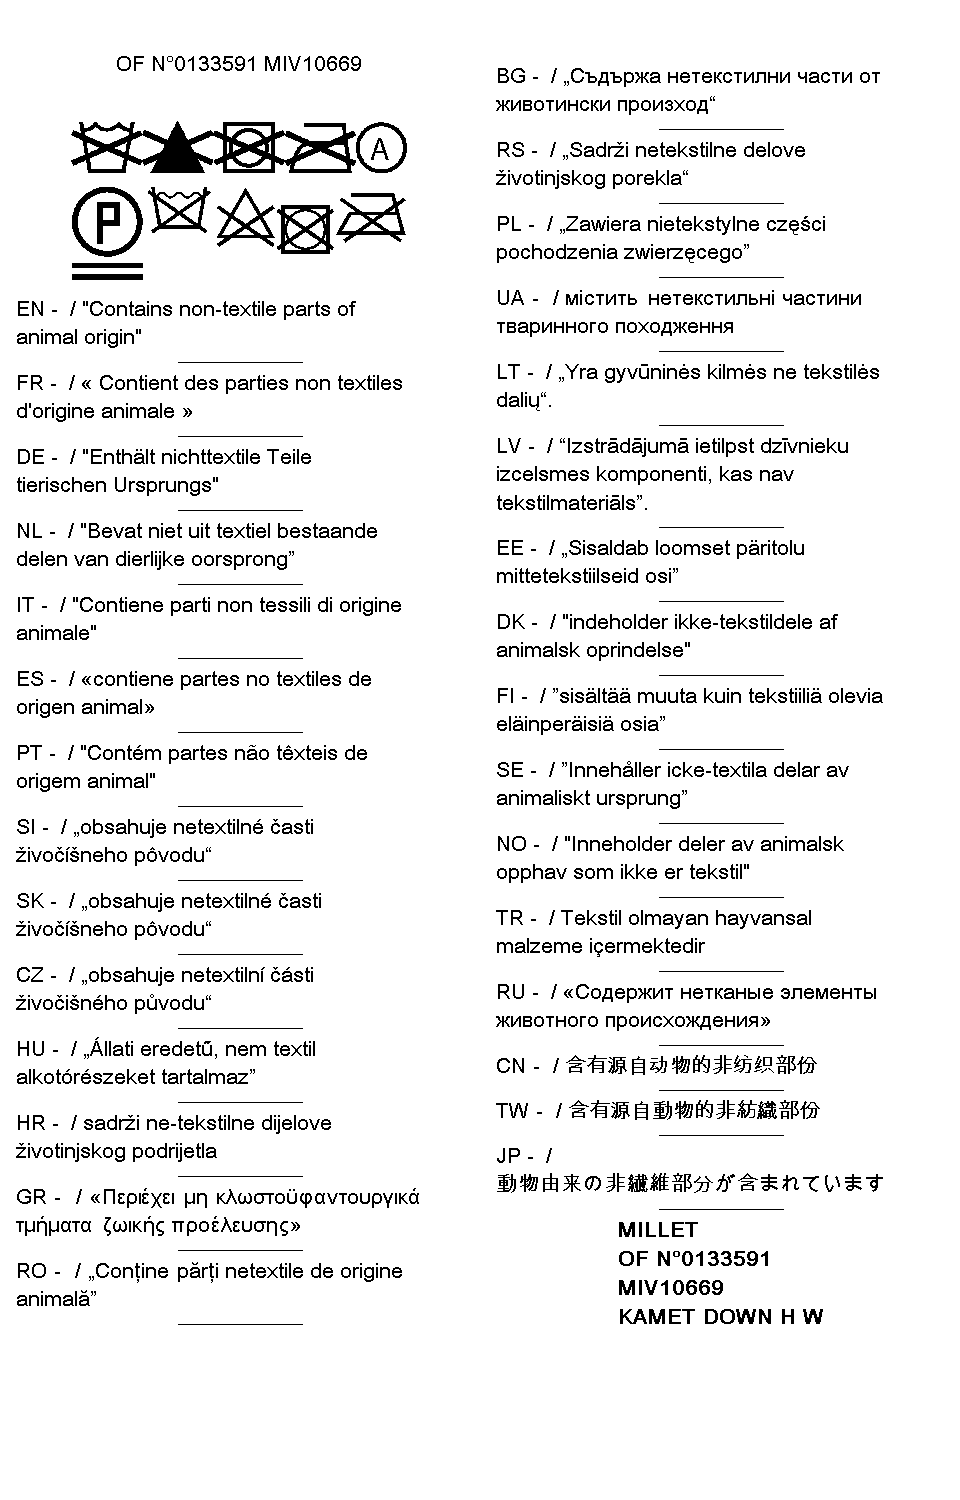 OF N°0133591 MIV10669
A
P
EN -  / "Contains non-textile parts of
animal origin"
FR -  / « Contient des parties non textiles
d'origine animale »
DE -  / "Enthält nichttextile Teile
tierischen Ursprungs"
NL -  / "Bevat niet uit textiel bestaande
delen van dierlijke oorsprong”
IT -  / "Contiene parti non tessili di origine
animale"
ES -  / «contiene partes no textiles de
origen animal»
PT -  / "Contém partes não têxteis de
origem animal"
SI -  / „obsahuje netextilné časti
živočíšneho pôvodu“
SK -  / „obsahuje netextilné časti
živočíšneho pôvodu“
CZ -  / „obsahuje netextilní části
živočišného původu“
HU -  / „Állati eredetű, nem textil
alkotórészeket tartalmaz”
HR -  / sadrži ne-tekstilne dijelove
životinjskog podrijetla
GR -  / «Περιέχει μη κλωστοϋφαντουργικά
τμήματα  ζωικής προέλευσης»
RO -  / „Conține părți netextile de origine
animală”
BG -  / „Съдържа нетекстилни части от
животински произход“
RS -  / „Sadrži netekstilne delove
životinjskog porekla“
PL -  / „Zawiera nietekstylne części
pochodzenia zwierzęcego”
UA -  / містить  нетекстильні частини
тваринного походження
LT -  / „Yra gyvūninės kilmės ne tekstilės
dalių“.
LV -  / “Izstrādājumā ietilpst dzīvnieku
izcelsmes komponenti, kas nav
tekstilmateriāls”.
EE -  / „Sisaldab loomset päritolu
mittetekstiilseid osi”
DK -  / "indeholder ikke-tekstildele af
animalsk oprindelse"
FI -  / ”sisältää muuta kuin tekstiiliä olevia
eläinperäisiä osia”
SE -  / ”Innehåller icke-textila delar av
animaliskt ursprung”
NO -  / "Inneholder deler av animalsk
opphav som ikke er tekstil"
TR -  / Tekstil olmayan hayvansal
malzeme içermektedir
RU -  / «Содержит нетканые элементы
животного происхождения»
CN -  / 含有源自动物的非纺织部份
TW -  / 含有源自動物的非紡織部份
JP -  /
動物由来の非繊維部分が含まれています
MILLET
OF N°0133591
MIV10669
KAMET DOWN H W